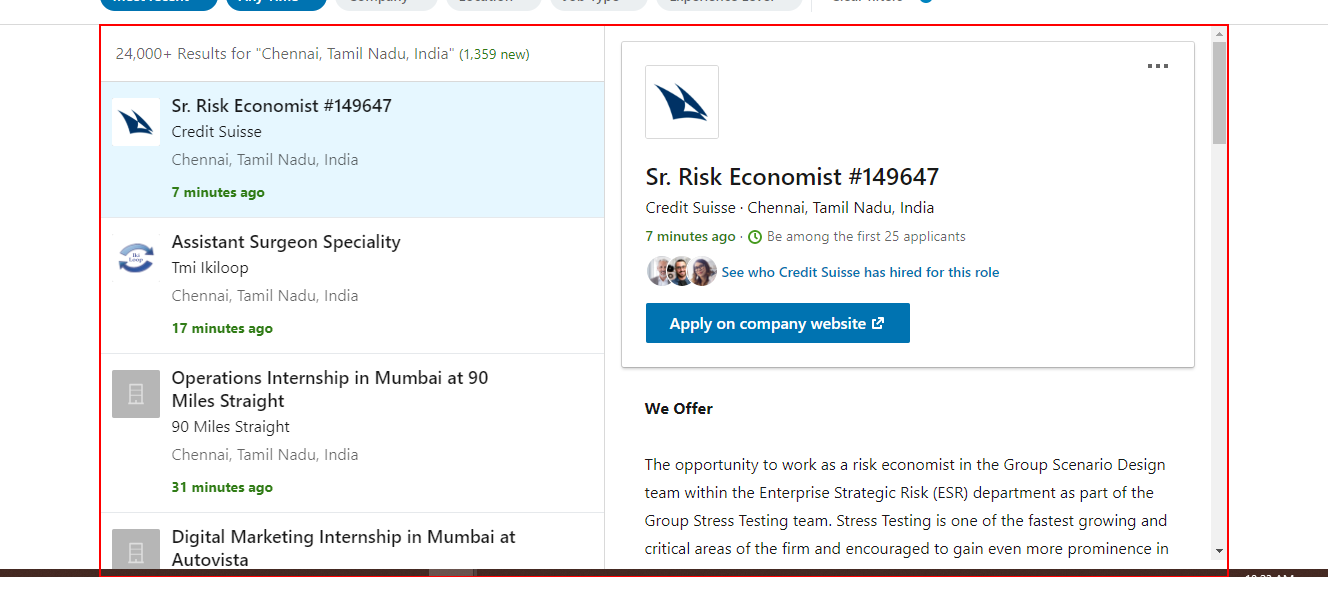 24,000+ Results for "Chennai, Tamil Nadu, India" (1,359 new)
Sr. Risk Economist #149647
Credit Suisse
Chennai, Tamil Nadu, India
7 minutes ago
Assistant Surgeon Speciality
Tmi Ikiloop
Chennai, Tamil Nadu, India
17 minutes ago
Operations Internship in Mumbai at 90
Miles Straight
90 Miles Straight
Chennai, Tamil Nadu, India
31 minutes ago
Digital Marketing Internship in Mumbai at
Autovista
Sr. Risk Economist #149647
Credit Suisse · Chennai, Tamil Nadu, India
7 minutes ago · Be among the first 25 applicants
See who Credit Suisse has hired for this role
Apply on company website
We Offer
The opportunity to work as a risk economist in the Group Scenario Design
team within the Enterprise Strategic Risk (ESR) department as part of the
Group Stress Testing team. Stress Testing is one of the fastest growing and
critical areas of the firm and encouraged to gain even more prominence in